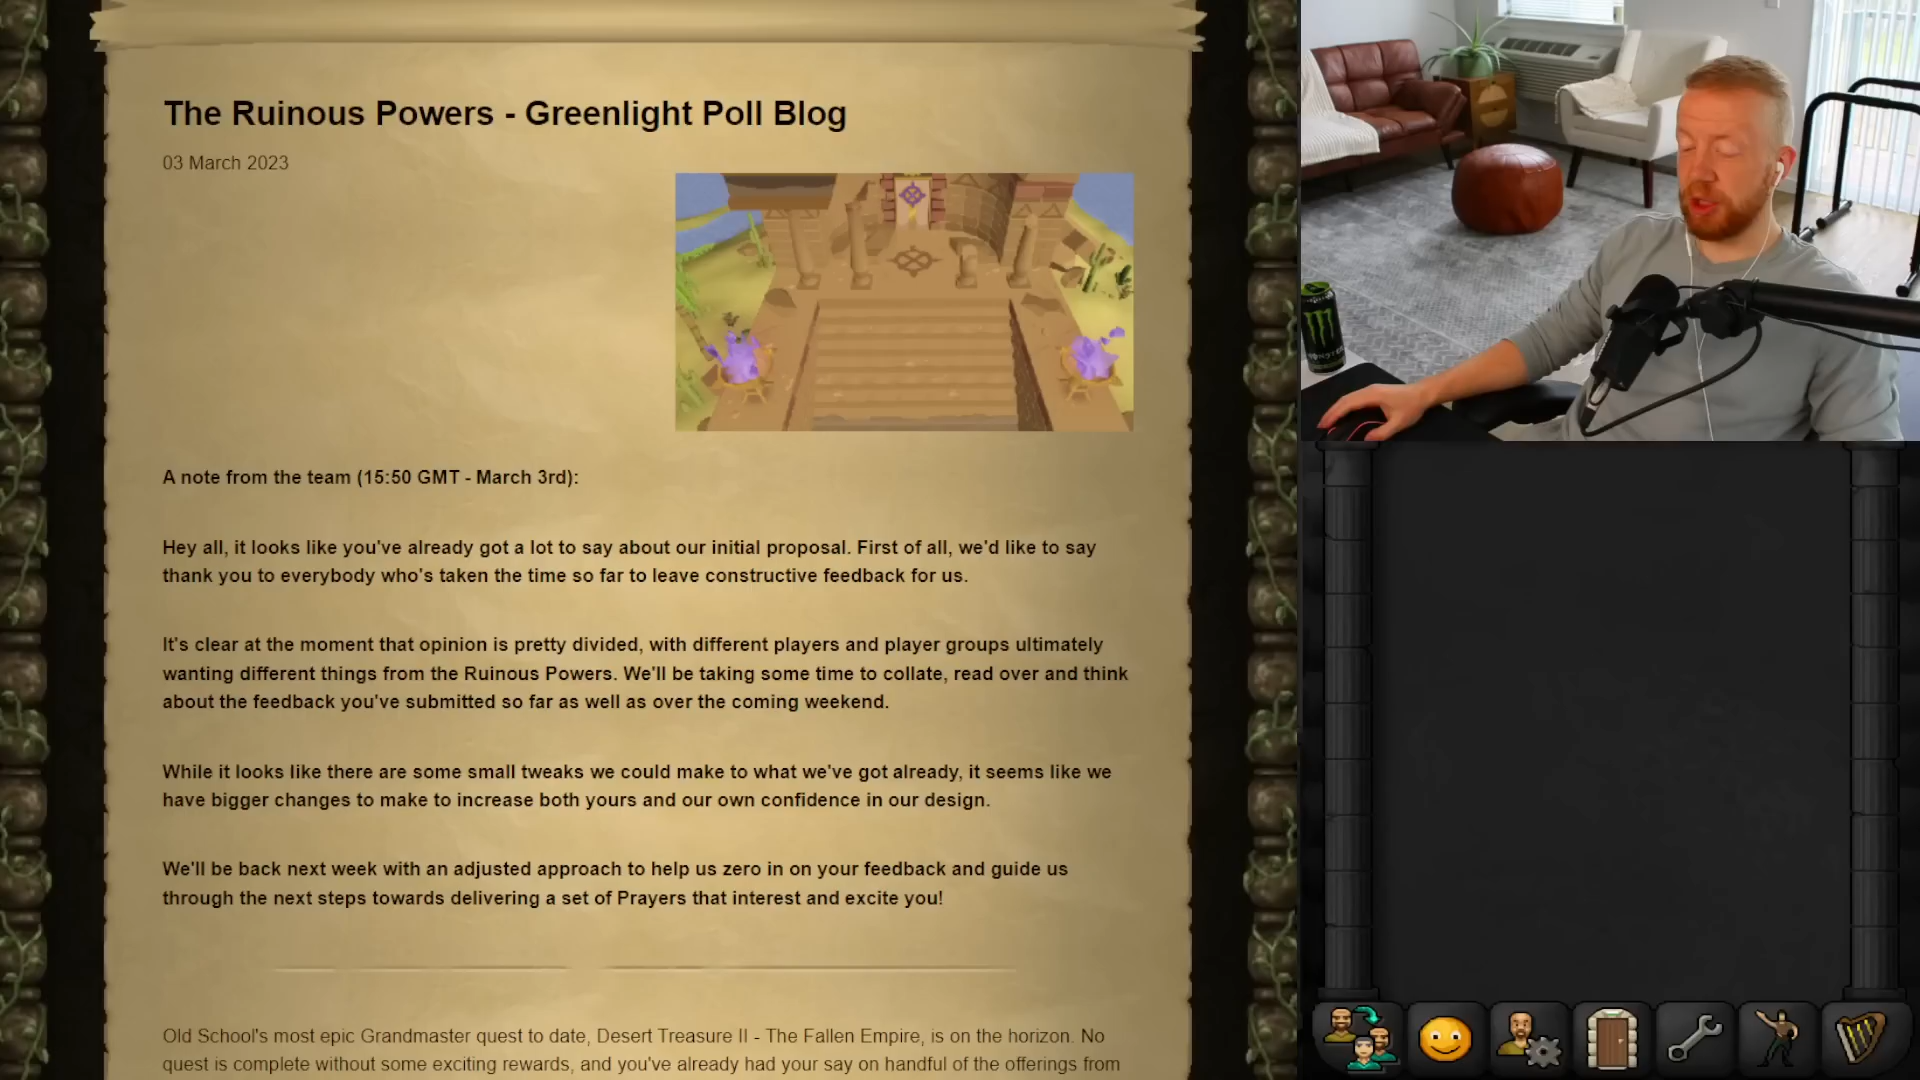 The Ruinous Powers - Greenlight Poll Blog
03 March 2023
A note from the team (15:50 GMT - March 3rd):
Hey all, it looks like you've already got a lot to say about our initial proposal. First of all, we'd like to say
thank you to everybody who's taken the time so far to leave constructive feedback for us.
It's clear at the moment that opinion is pretty divided, with different players and player groups ultimately
wanting different things from the Ruinous Powers. We'll be taking some time to collate, read over and think
about the feedback you've submitted so far as well as over the coming weekend.
While it looks like there are some small tweaks we could make to what we've got already, it seems like we
have bigger changes to make to increase both yours and our own confidence in our design.
We'll be back next week with an adjusted approach to help us zero in on your feedback and guide us
through the next steps towards delivering a set of Prayers that interest and excite you!
Old School's most epic Grandmaster quest to date, Desert Treasure II - The Fallen Empire, is on the horizon. No
quest is complete without some exciting rewards, and you've already had your say on handful of the offerings from